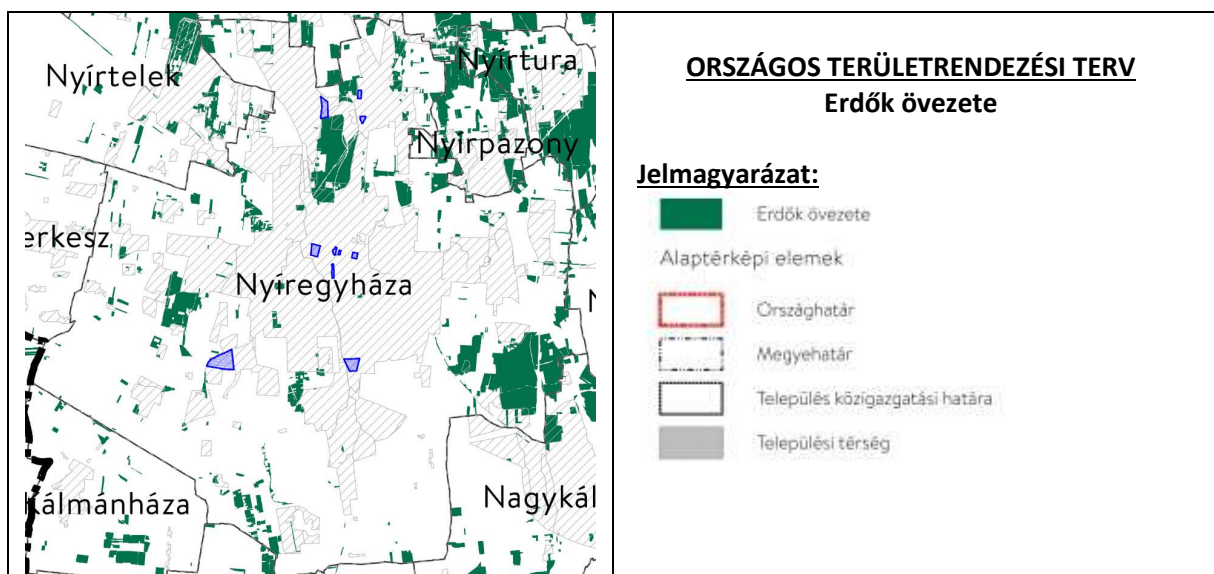 Nyírtelek
Nyírtura
Nyírpazony
erkesz
Nyíregyháza
N
Kálmánháza
Nagykál
ORSZÁGOS TERÜLETRENDEZÉSI TERV
Erdők övezete
Jelmagyarázat:
Erdők övezete
Alaptérképi elemek
Országhatár
Megyehatár
Település közigazgatási határa
Települési térség